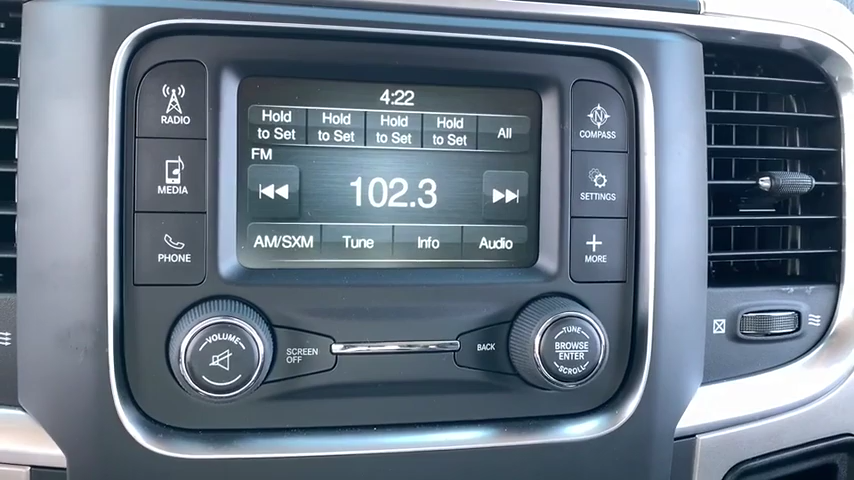 4:22
Hold to Set
Hold to Set
Hold to Set
Hold to Set
All
FM
102.3
AM/SXM
Tune
Info
Audio
RADIO
MEDIA
PHONE
N
COMPASS
SETTINGS
MORE
VOLUME
SCREEN
OFF
BACK
TUNE
BROWSE
ENTER
SCROLL